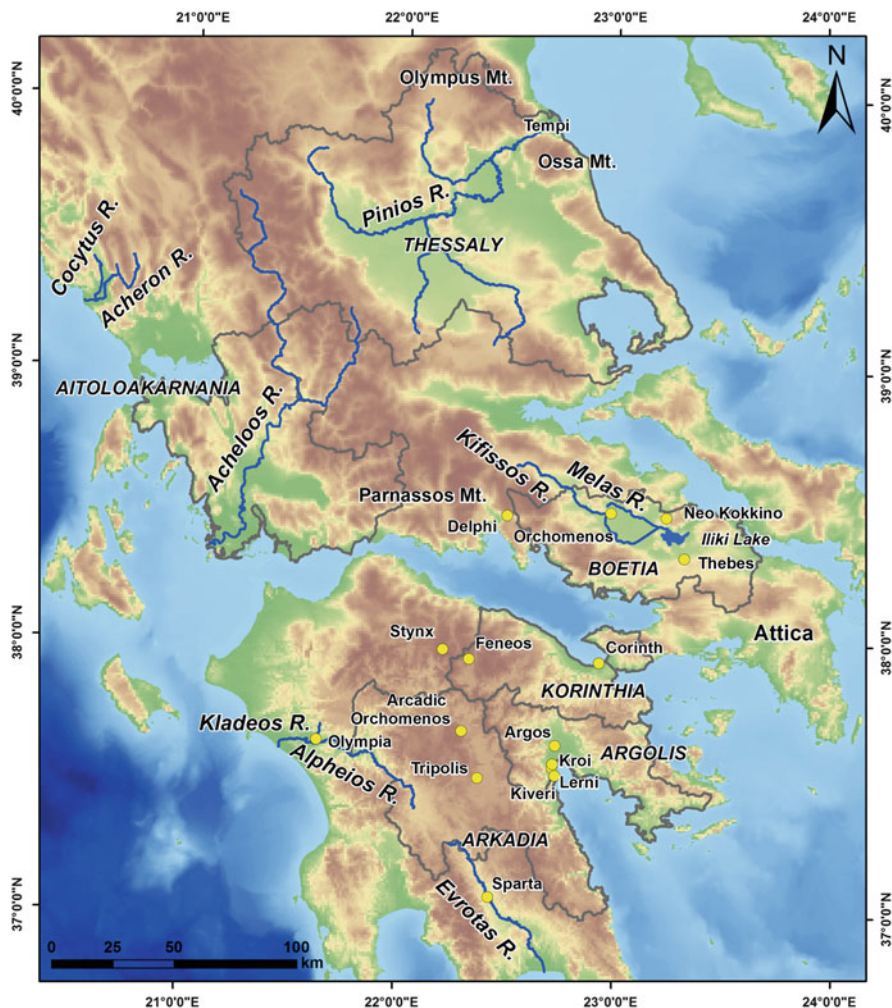 21°0'0"E
22°0'0"E
23°0'0"E
24°0'0"E
40°0'0"N
40°0'0"N
N
Olympus Mt.
Tempi
Ossa Mt.
Pinios R.
THESSALY
Cocytus R.
Acheron R.
39°0'0"N
39°0'0"N
AITOLOAKARNANIA
Acheloos R.
Kifissos R.
Melas R.
Parnassos Mt.
Delphi
Neo Kokkino
Orchomenos
Iliki Lake
BOETIA
Thebes
38°0'0"N
38°0'0"N
Stynx
Feneos
Corinth
Attica
KORINTHIA
Arcadic
Orchomenos
Kladeos R.
Olympia
Argos
ARGOLIS
Alpheios R.
Tripolis
Kroi
Lerni
Kiveri
ARKADIA
Sparta
Evrotas R.
37°0'0"N
37°0'0"N
0 25 50 100
km
21°0'0"E
22°0'0"E
23°0'0"E
24°0'0"E